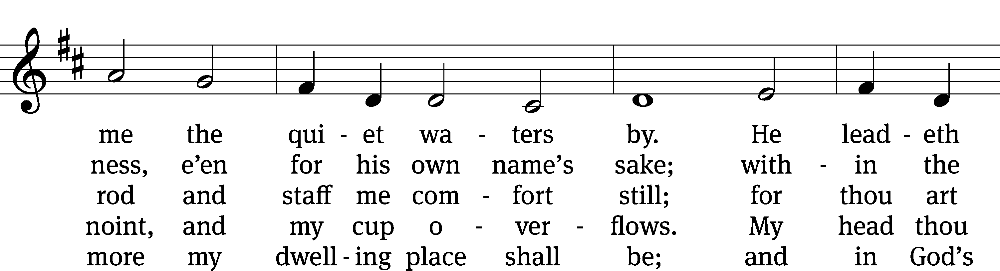 me the qui - et wa - ters by. He lead - eth
ness, e’en for his own name’s sake; with - in the
rod and staff me com - fort still; for thou art
noint, and my cup o - ver - flows. My head thou
more my dwell - ing place shall be; and in God’s